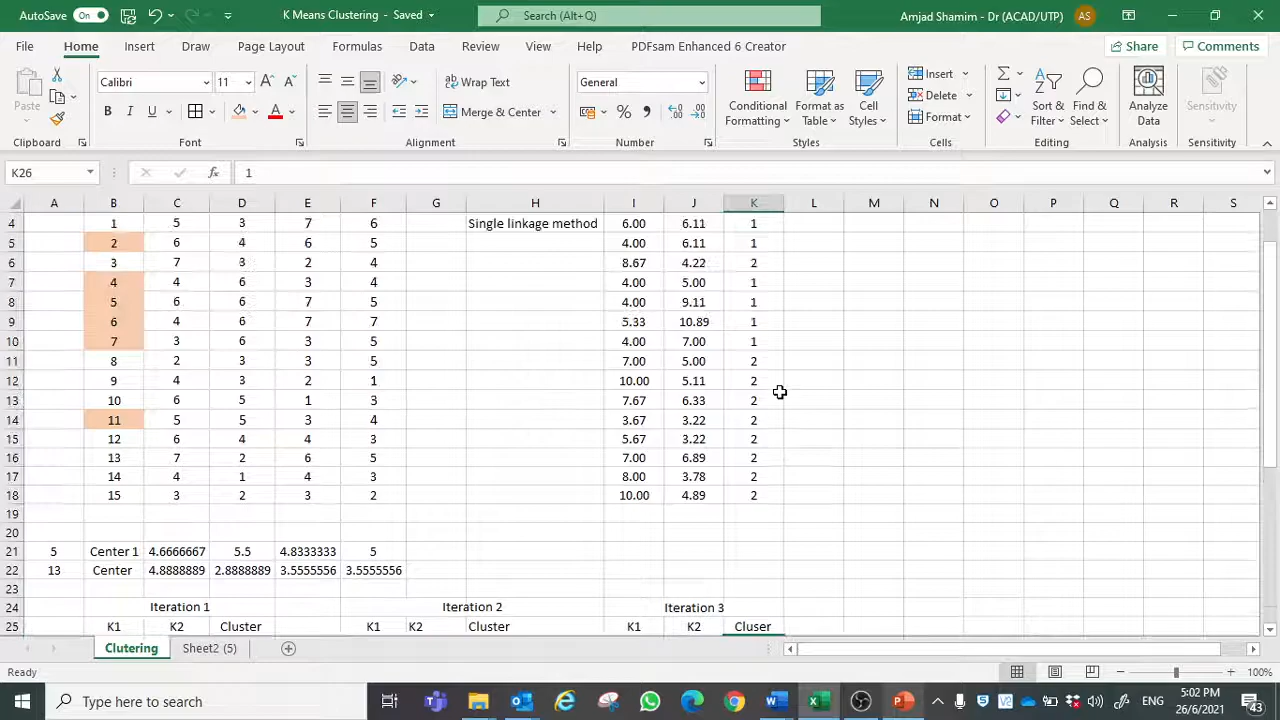 AutoSave On K Means Clustering - Saved Search (Alt+Q) Amjad Shamim - Dr (ACAD/UTP) AS
File Home Insert Draw Page Layout Formulas Data Review View Help PDFsam Enhanced 6 Creator Share Comments
Paste Calibri 11 A A Wrap Text General Conditional Formatting Format as Table Cell Styles Insert Delete Format Sort & Filter Find & Select Analyze Data Sensitivity
B I U A Merge & Center % ,
Clipboard Font Alignment Number Styles Cells Editing Analysis Sensitivity
K26 fx 1
A B C D E F G H I J K L M N O P Q R S
4 1 5 3 7 6 Single linkage method 6.00 6.11 1
5 2 6 4 6 5 4.00 6.11 1
6 3 7 3 2 4 8.67 4.22 2
7 4 4 6 3 4 4.00 5.00 1
8 5 6 6 7 5 4.00 9.11 1
9 6 4 6 7 7 5.33 10.89 1
10 7 3 6 3 5 4.00 7.00 1
11 8 2 3 3 5 7.00 5.00 2
12 9 4 3 2 1 10.00 5.11 2
13 10 6 5 1 3 7.67 6.33 2
14 11 5 5 3 4 3.67 3.22 2
15 12 6 4 4 3 5.67 3.22 2
16 13 7 2 6 5 7.00 6.89 2
17 14 4 1 4 3 8.00 3.78 2
18 15 3 2 3 2 10.00 4.89 2
19
20
21 5 Center 1 4.6666667 5.5 4.8333333 5
22 13 Center 4.8888889 2.8888889 3.5555556 3.5555556
23
24 Iteration 1 Iteration 2 Iteration 3
25 K1 K2 Cluster K1 K2 Cluster K1 K2 Cluser
Clutering Sheet2 (5)
Ready 100%
Type here to search ENG 5:02 PM 26/6/2021 43